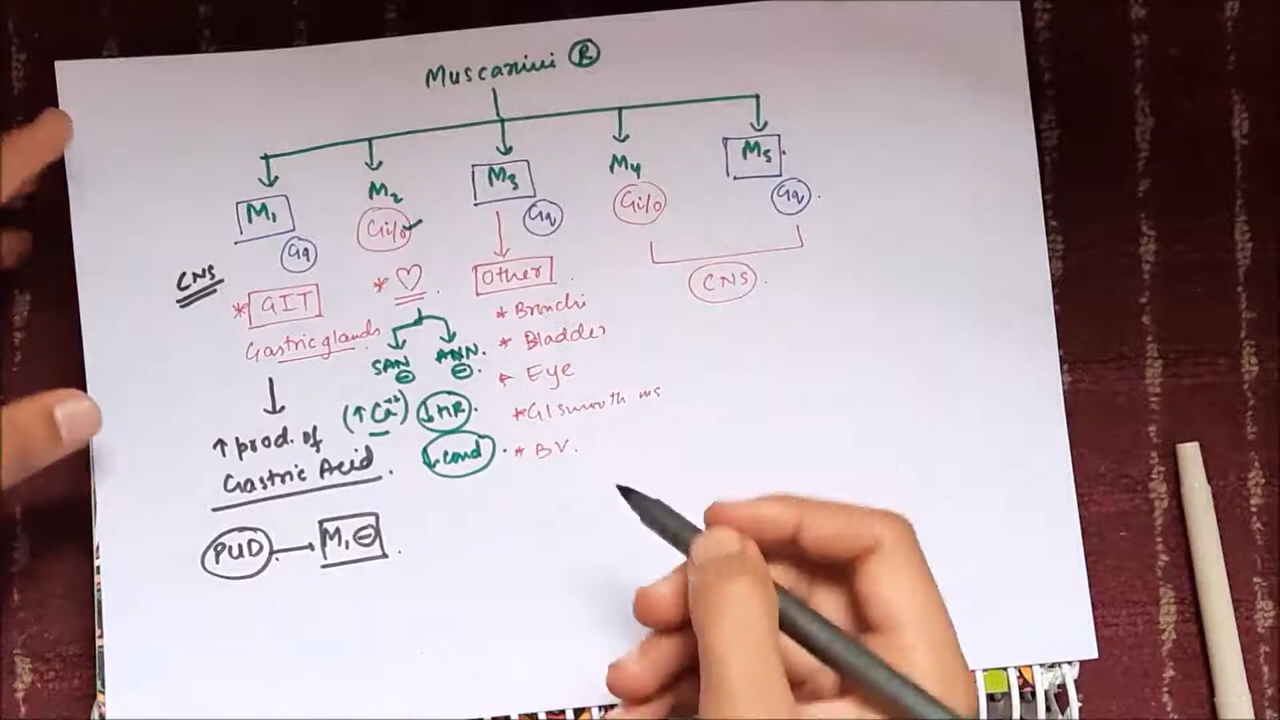 Muscarinic R
M1
M2
M3
M4
M5
Gq
Gi/o
Gq
Gi/o
Gq
CNS
* GIT
Gastric glands
* ♡
Other
CNS
* Bronchi
* Bladder
* Eye
* GI smooth ms
* BV.
SAN ⊖
AVN. ⊖
(↑ Ca+2)
↓HR.
↓cond.
↑ prod. of
Gastric Acid.
PUD → M1 ⊖